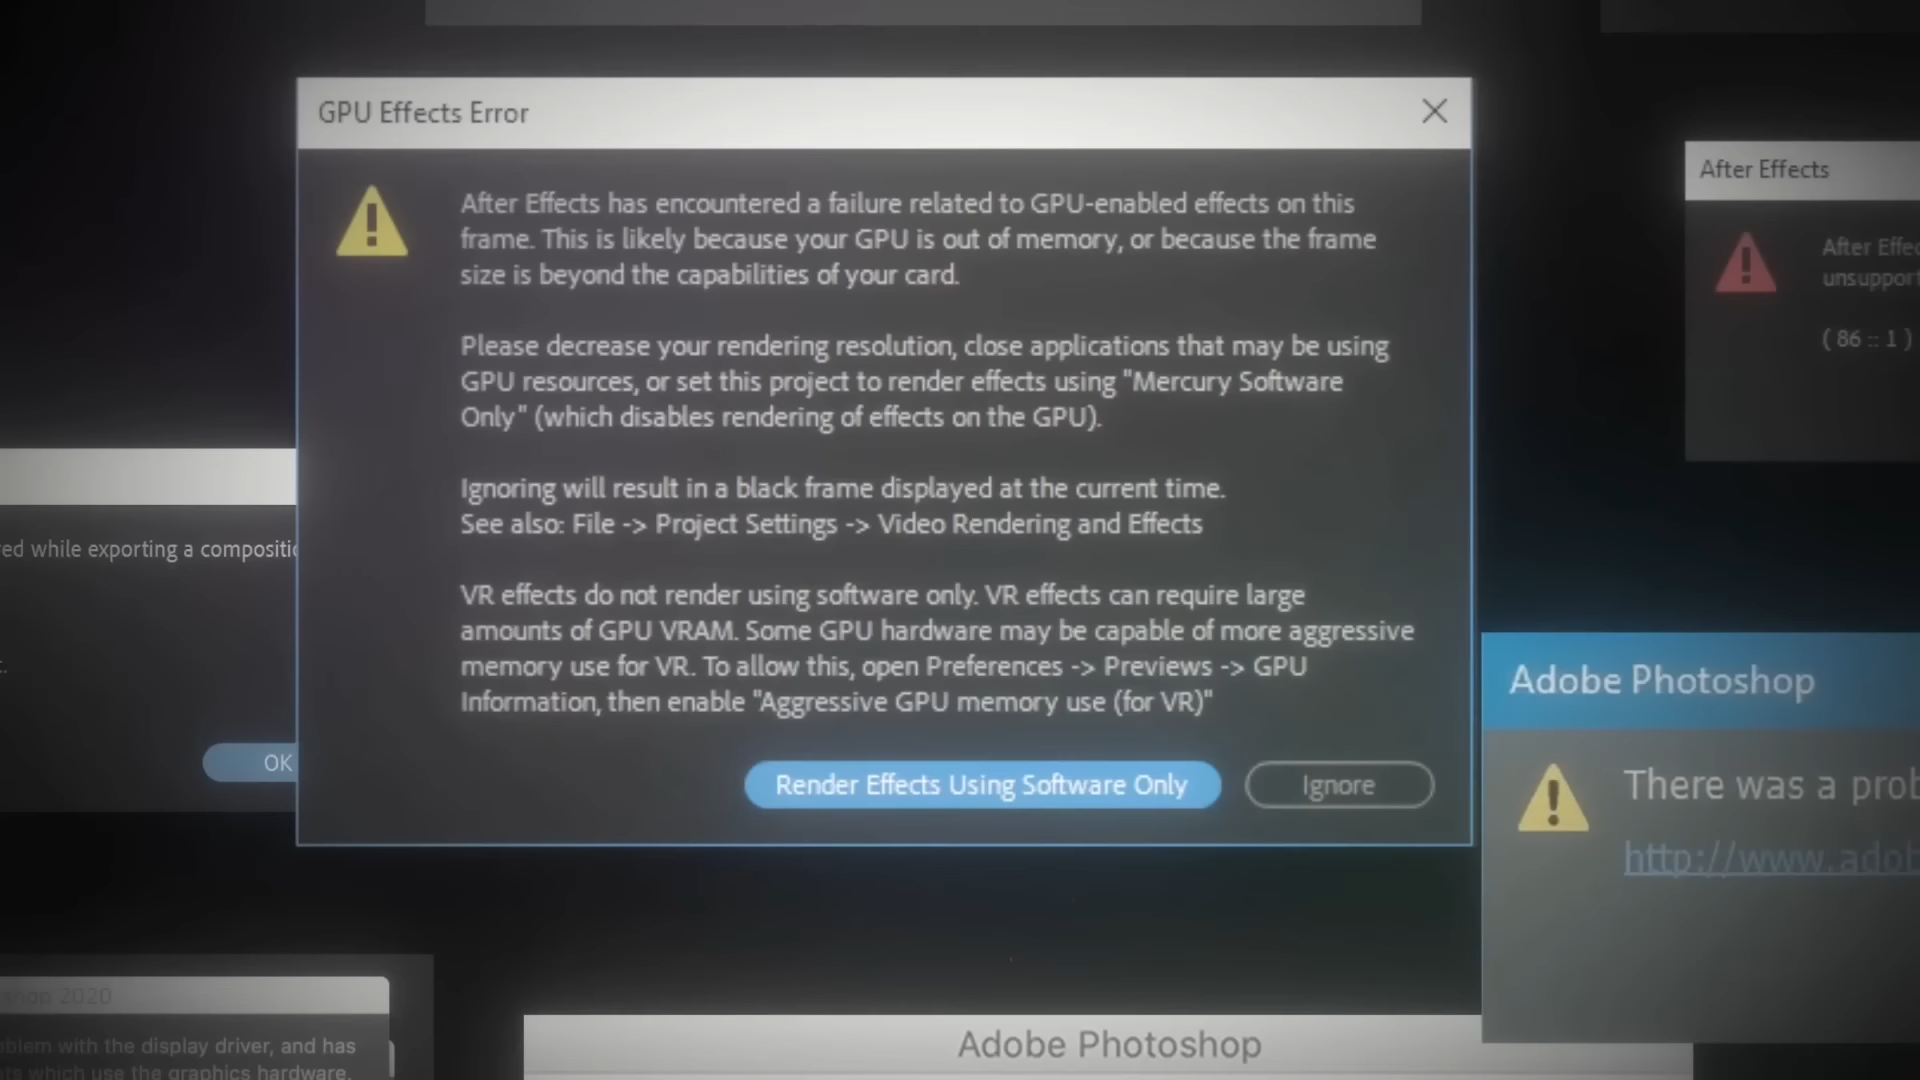 GPU Effects Error
After Effects has encountered a failure related to GPU-enabled effects on this
frame. This is likely because your GPU is out of memory, or because the frame
size is beyond the capabilities of your card.
Please decrease your rendering resolution, close applications that may be using
GPU resources, or set this project to render effects using "Mercury Software
Only" (which disables rendering of effects on the GPU).
Ignoring will result in a black frame displayed at the current time.
See also: File -> Project Settings -> Video Rendering and Effects
VR effects do not render using software only. VR effects can require large
amounts of GPU VRAM. Some GPU hardware may be capable of more aggressive
memory use for VR. To allow this, open Preferences -> Previews -> GPU
Information, then enable "Aggressive GPU memory use (for VR)"
Render Effects Using Software Only
Ignore
After Effects
After
( 86 :: 1 )
while exporting a
OK
Adobe Photoshop
There was a
2020
with the display driver, and has
which use the graphics hardware.
Adobe Photoshop